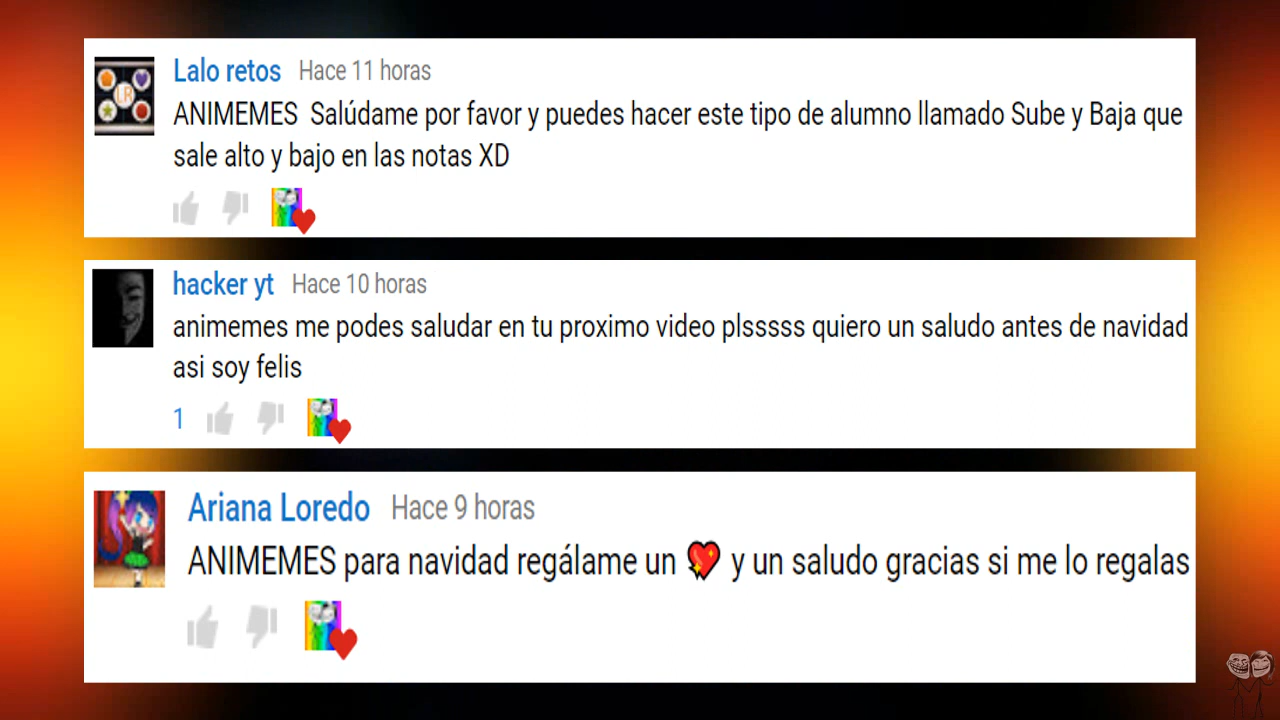 Lalo retos Hace 11 horas
ANIMEMES Salúdame por favor y puedes hacer este tipo de alumno llamado Sube y Baja que
sale alto y bajo en las notas XD
hacker yt Hace 10 horas
animemes me podes saludar en tu proximo video plsssss quiero un saludo antes de navidad
asi soy felis
1
Ariana Loredo Hace 9 horas
ANIMEMES para navidad regálame un 💖 y un saludo gracias si me lo regalas